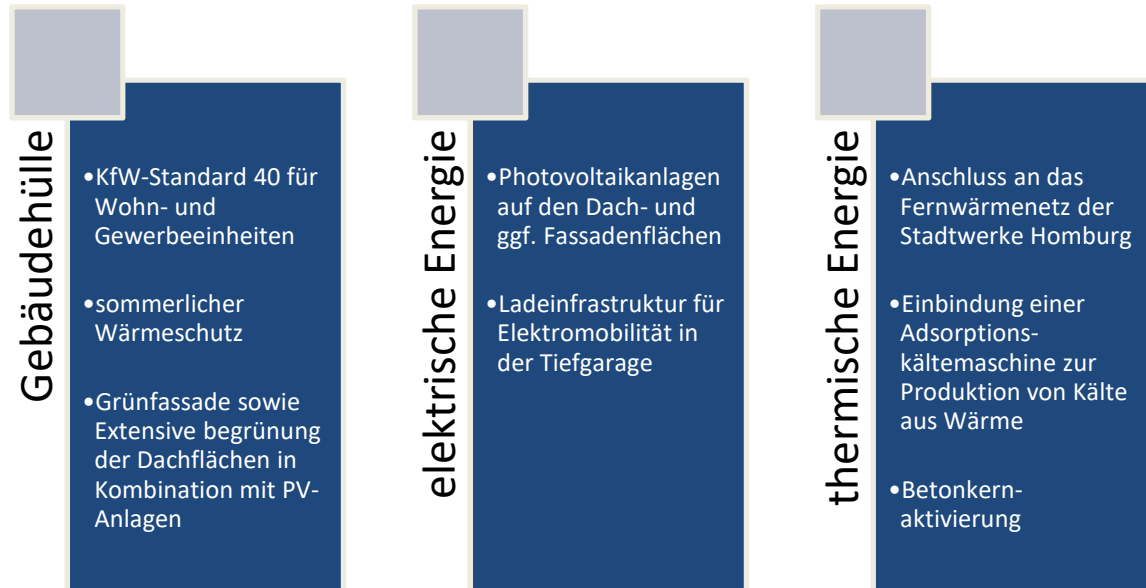 Gebäudehülle
•KfW-Standard 40 für
Wohn- und
Gewerbeeinheiten
•sommerlicher
Wärmeschutz
•Grünfassade sowie
Extensive begrünung
der Dachflächen in
Kombination mit PV-
Anlagen
elektrische Energie
•Photovoltaikanlagen
auf den Dach- und
ggf. Fassadenflächen
•Ladeinfrastruktur für
Elektromobilität in
der Tiefgarage
thermische Energie
•Anschluss an das
Fernwärmenetz der
Stadtwerke Homburg
•Einbindung einer
Adsorptions-
kältemaschine zur
Produktion von Kälte
aus Wärme
•Betonkern-
aktivierung